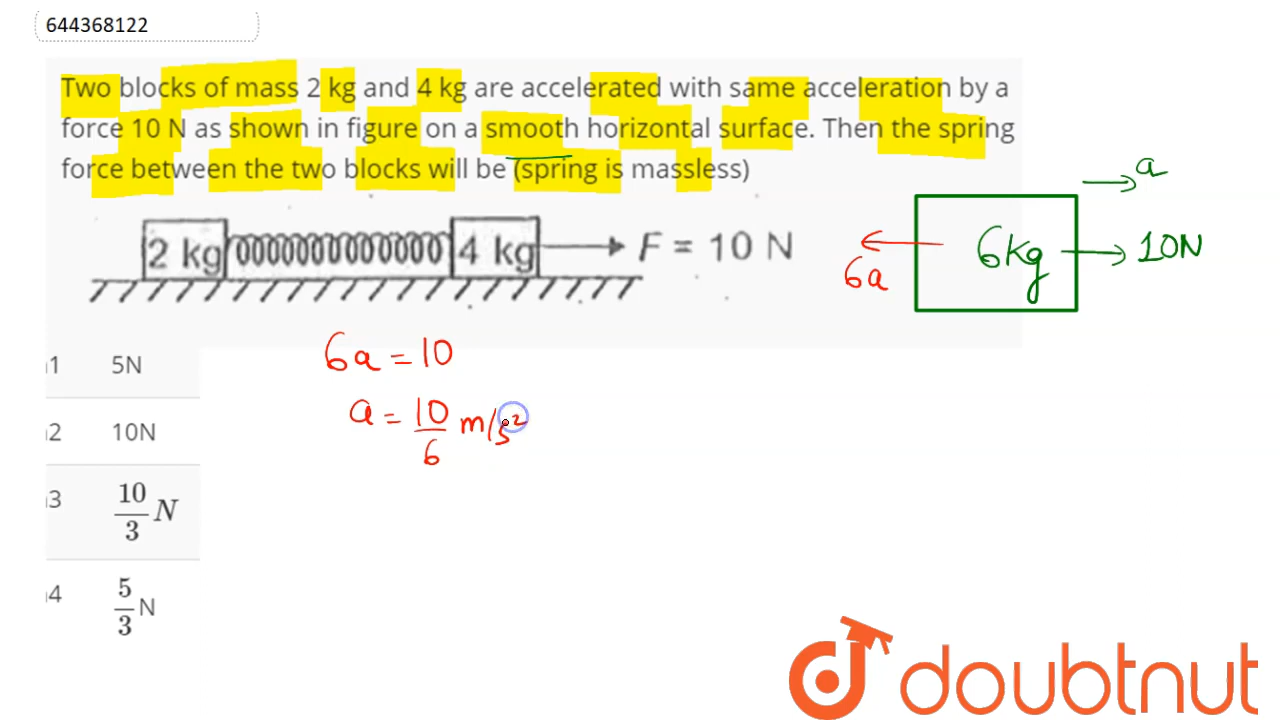 644368122
Two blocks of mass 2 kg and 4 kg are accelerated with same acceleration by a
force 10 N as shown in figure on a smooth horizontal surface. Then the spring
force between the two blocks will be (spring is massless)
a
2 kg 4 kg F = 10 N
6kg 10N
6a
6a = 10
a = 10/6 m/s²
1 5N
2 10N
3 10/3 N
4 5/3 N
doubtnut